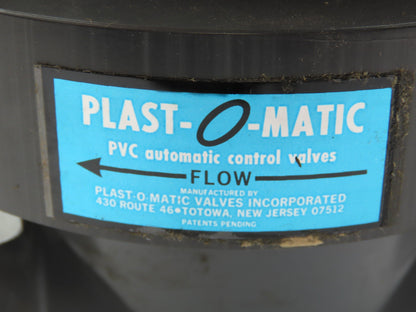 PLAST-O-MATIC
PVC automatic control valves
FLOW
MANUFACTURED BY
PLAST-O-MATIC VALVES INCORPORATED
430 ROUTE 46•TOTOWA, NEW JERSEY 07512
PATENTS PENDING